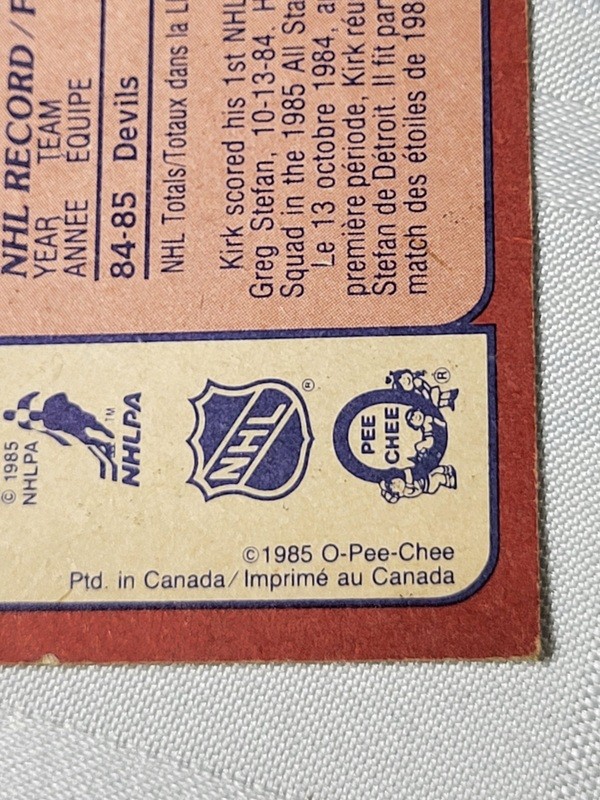 NHL RECORD/F
YEAR TEAM
ANNÉE ÉQUIPE
84-85 Devils
NHL Totals/Totaux dans la
Kirk scored his 1st NHL
Greg Stefan, 10-13-84. H
Squad in the 1985 All Sta
Le 13 octobre 1984, a
première période, Kirk réu
Stefan de Détroit. Il fit par
match des étoiles de 198
© 1985
NHLPA
TM
NHLPA
NHL
®
PEE
CHEE
®
©1985 O-Pee-Chee
Ptd. in Canada/Imprimé au Canada